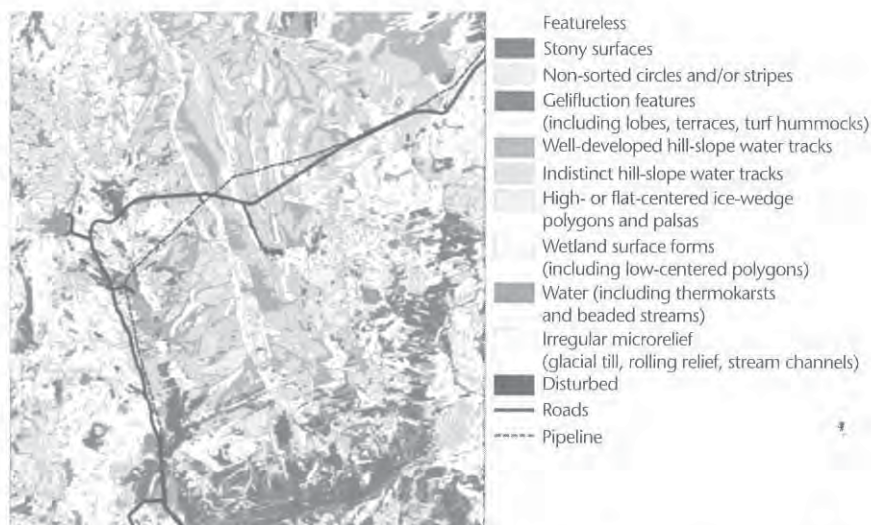 Featureless
Stony surfaces
Non-sorted circles and/or stripes
Gelifluction features
(including lobes, terraces, turf hummocks)
Well-developed hill-slope water tracks
Indistinct hill-slope water tracks
High- or flat-centered ice-wedge
polygons and palsas
Wetland surface forms
(including low-centered polygons)
Water (including thermokarsts
and beaded streams)
Irregular microrelief
(glacial till, rolling relief, stream channels)
Disturbed
Roads
Pipeline